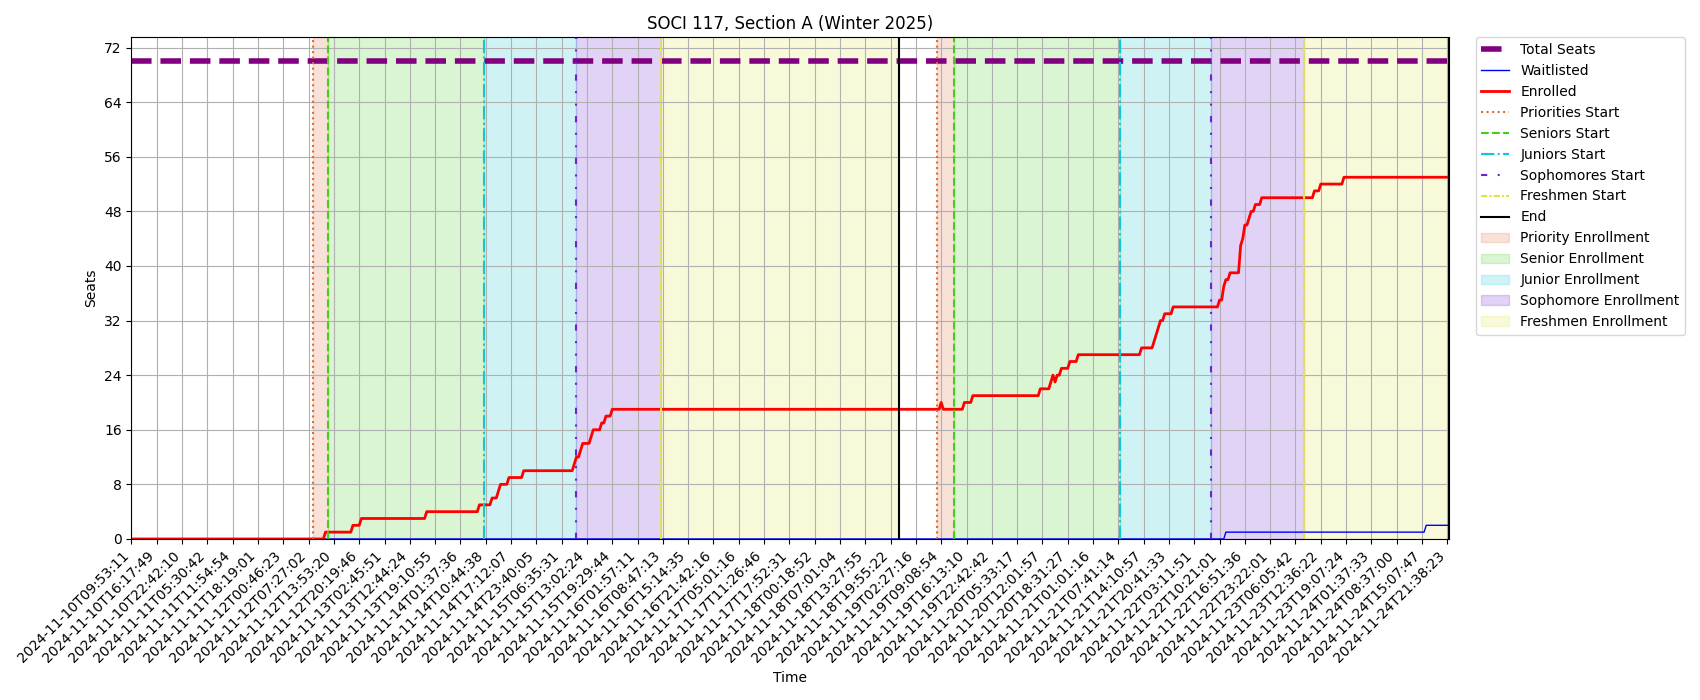 SOCI 117, Section A (Winter 2025)
72
64
56
48
40
32
24
16
8
0
Seats
2024-11-10T09:53:11
2024-11-10T16:17:49
2024-11-10T22:42:10
2024-11-11T05:30:42
2024-11-11T11:54:54
2024-11-11T18:19:01
2024-11-12T00:46:23
2024-11-12T07:27:02
2024-11-12T13:53:20
2024-11-12T20:19:46
2024-11-13T02:45:51
2024-11-13T12:44:24
2024-11-13T19:10:55
2024-11-14T01:37:36
2024-11-14T10:44:38
2024-11-14T17:12:07
2024-11-14T23:40:05
2024-11-15T06:35:31
2024-11-15T13:02:24
2024-11-15T19:29:44
2024-11-16T01:57:11
2024-11-16T08:47:13
2024-11-16T15:14:35
2024-11-16T21:42:16
2024-11-17T05:01:16
2024-11-17T11:26:46
2024-11-17T17:52:31
2024-11-18T00:18:52
2024-11-18T07:01:04
2024-11-18T13:27:55
2024-11-18T19:55:22
2024-11-19T02:27:16
2024-11-19T09:08:54
2024-11-19T16:13:10
2024-11-19T22:42:42
2024-11-20T05:33:17
2024-11-20T12:01:57
2024-11-20T18:31:27
2024-11-21T01:01:16
2024-11-21T07:41:14
2024-11-21T14:10:57
2024-11-21T20:41:33
2024-11-22T03:11:51
2024-11-22T10:21:01
2024-11-22T16:51:36
2024-11-22T23:22:01
2024-11-23T06:05:42
2024-11-23T12:36:22
2024-11-23T19:07:24
2024-11-24T01:37:33
2024-11-24T08:37:00
2024-11-24T15:07:47
2024-11-24T21:38:23
Time
Total Seats
Waitlisted
Enrolled
Priorities Start
Seniors Start
Juniors Start
Sophomores Start
Freshmen Start
End
Priority Enrollment
Senior Enrollment
Junior Enrollment
Sophomore Enrollment
Freshmen Enrollment